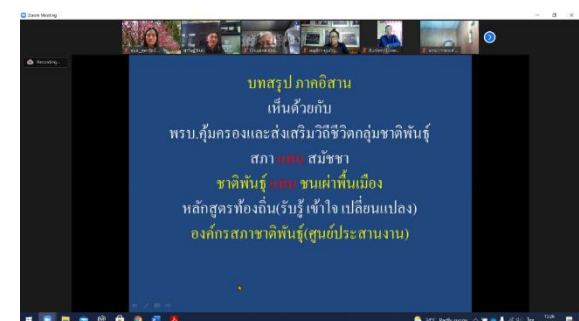 Zoom Meeting
Recording...
บทสรุป ภาคอิสาน
เห็นด้วยกับ
พรบ.คุ้มครองและส่งเสริมวิถีชีวิตกลุ่มชาติพันธุ์
สภา แทน สมัชชา
ชาติพันธุ์ แทน ชนเผ่าพื้นเมือง
หลักสูตรท้องถิ่น(รับรู้ เข้าใจ เปลี่ยนแปลง)
องค์กรสภาชาติพันธุ์(ศูนย์ประสานงาน)